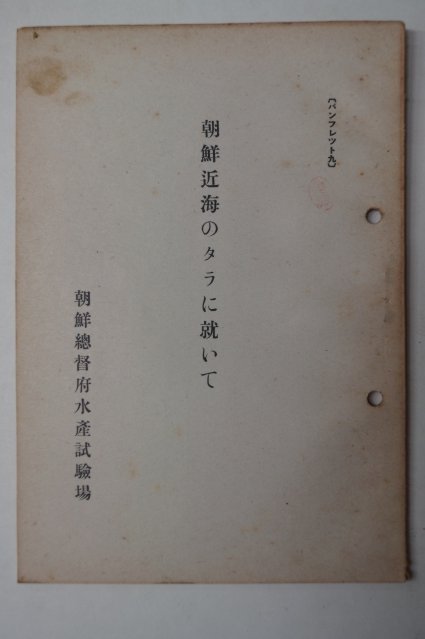 【パンフレツト九】
朝鮮近海のタラに就いて
朝鮮總督府水產試驗場